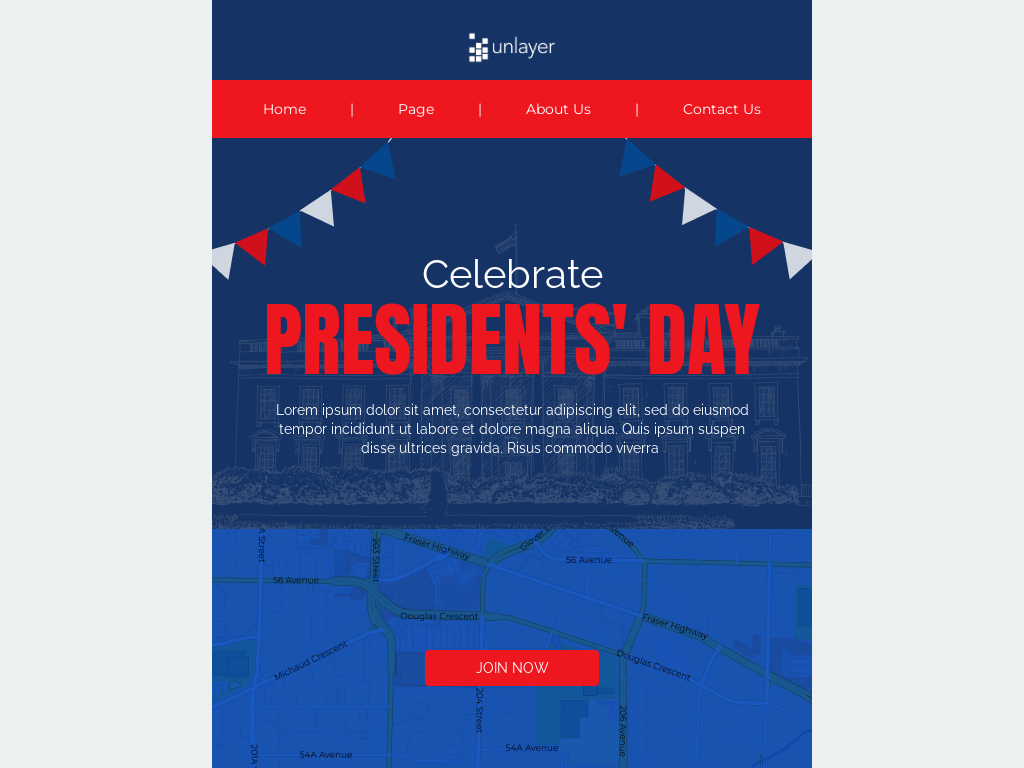 unlayer
Home | Page | About Us | Contact Us
Celebrate
PRESIDENTS' DAY
Lorem ipsum dolor sit amet, consectetur adipiscing elit, sed do eiusmod
tempor incididunt ut labore et dolore magna aliqua. Quis ipsum suspen
disse ultrices gravida. Risus commodo viverra
A Street
203 Street
Fraser Highway
Glover
venue
56 Avenue
56 Avenue
Douglas Crescent
Fraser Highway
Michaud Crescent
Douglas Crescent
JOIN NOW
204 Street
206 Avenue
201A
54A Avenue
54A Avenue